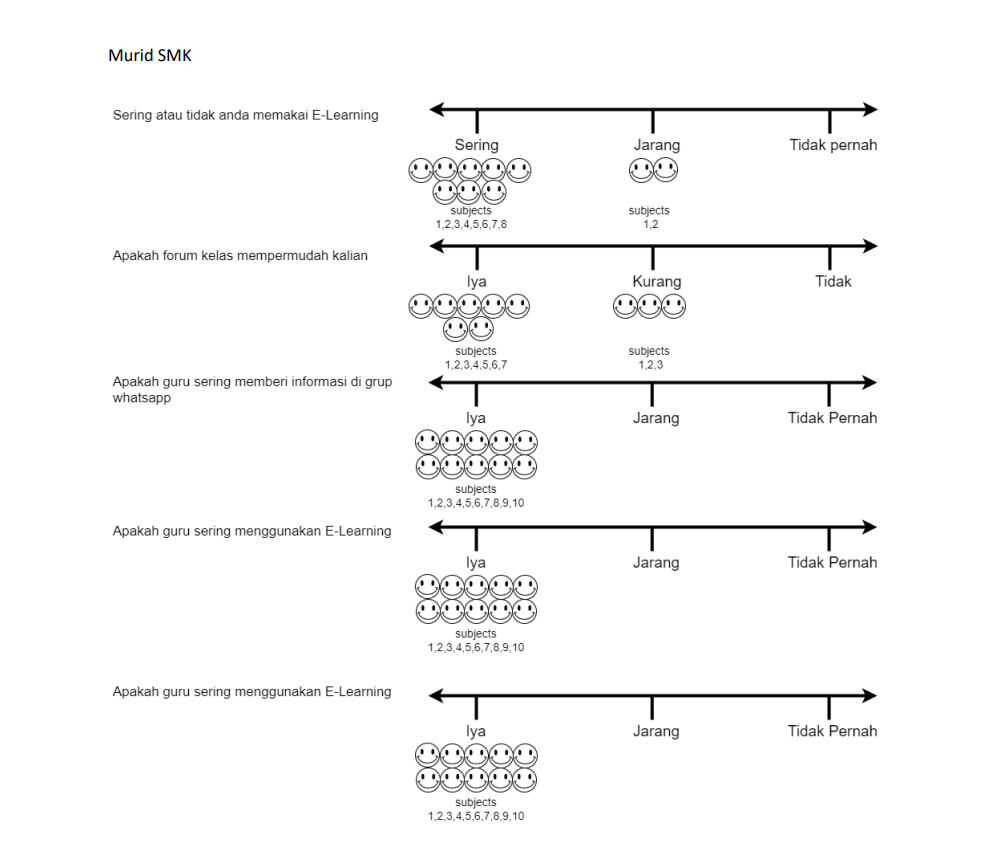 Murid SMK
Sering atau tidak anda memakai E-Learning
Sering
Jarang
Tidak pernah
subjects
1,2,3,4,5,6,7,8
subjects
1,2
Apakah forum kelas mempermudah kalian
Iya
Kurang
Tidak
subjects
1,2,3,4,5,6,7
subjects
1,2,3
Apakah guru sering memberi informasi di grup
whatsapp
Iya
Jarang
Tidak Pernah
subjects
1,2,3,4,5,6,7,8,9,10
Apakah guru sering menggunakan E-Learning
Iya
Jarang
Tidak Pernah
subjects
1,2,3,4,5,6,7,8,9,10
Apakah guru sering menggunakan E-Learning
Iya
Jarang
Tidak Pernah
subjects
1,2,3,4,5,6,7,8,9,10